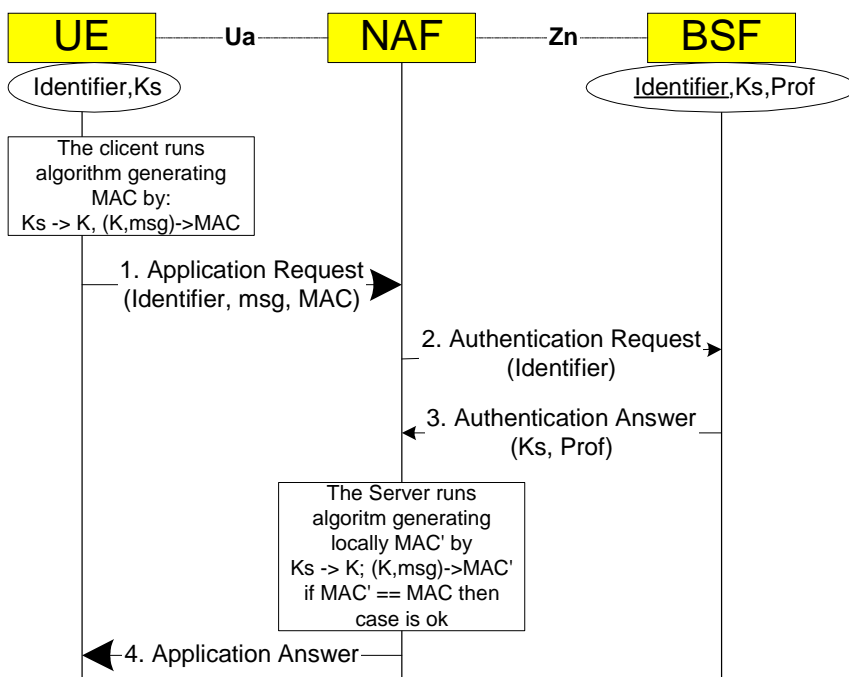 UE
Ua
NAF
Zn
BSF
Identifier,Ks
Identifier,Ks,Prof
The clicent runs
algorithm generating
MAC by:
Ks -> K, (K,msg)->MAC
1. Application Request
(Identifier, msg, MAC)
2. Authentication Request
(Identifier)
3. Authentication Answer
(Ks, Prof)
The Server runs
algoritm generating
locally MAC' by
Ks -> K; (K,msg)->MAC'
if MAC' == MAC then
case is ok
4. Application Answer